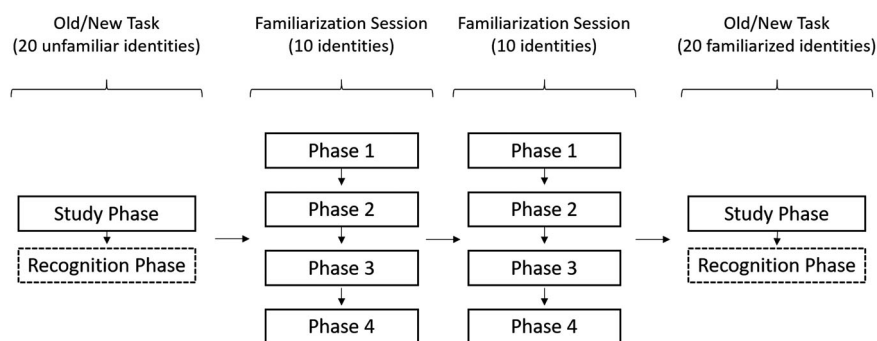 Old/New Task
(20 unfamiliar identities)
Familiarization Session
(10 identities)
Familiarization Session
(10 identities)
Old/New Task
(20 familiarized identities)
Study Phase
Recognition Phase
Phase 1
Phase 2
Phase 3
Phase 4
Phase 1
Phase 2
Phase 3
Phase 4
Study Phase
Recognition Phase